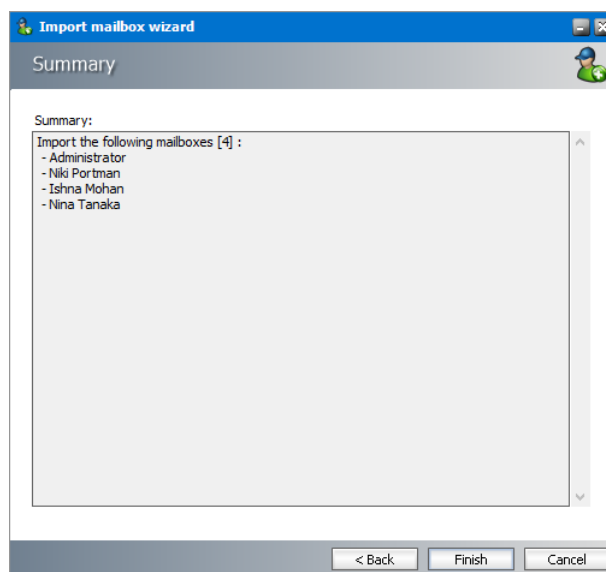 Import mailbox wizard
Summary
Summary:
Import the following mailboxes [4] :
- Administrator
- Niki Portman
- Ishna Mohan
- Nina Tanaka
< Back
Finish
Cancel